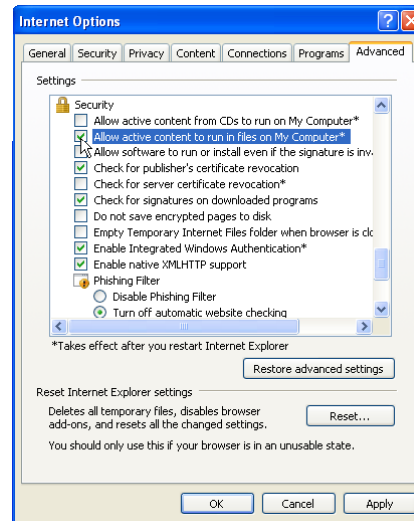 Internet Options
General Security Privacy Content Connections Programs Advanced
Settings
Security
Allow active content from CDs to run on My Computer*
Allow active content to run in files on My Computer*
Allow software to run or install even if the signature is inv
Check for publisher's certificate revocation
Check for server certificate revocation*
Check for signatures on downloaded programs
Do not save encrypted pages to disk
Empty Temporary Internet Files folder when browser is clo
Enable Integrated Windows Authentication*
Enable native XMLHTTP support
Phishing Filter
Disable Phishing Filter
Turn off automatic website checking
*Takes effect after you restart Internet Explorer
Restore advanced settings
Reset Internet Explorer settings
Deletes all temporary files, disables browser
add-ons, and resets all the changed settings.
Reset...
You should only use this if your browser is in an unusable state.
OK Cancel Apply